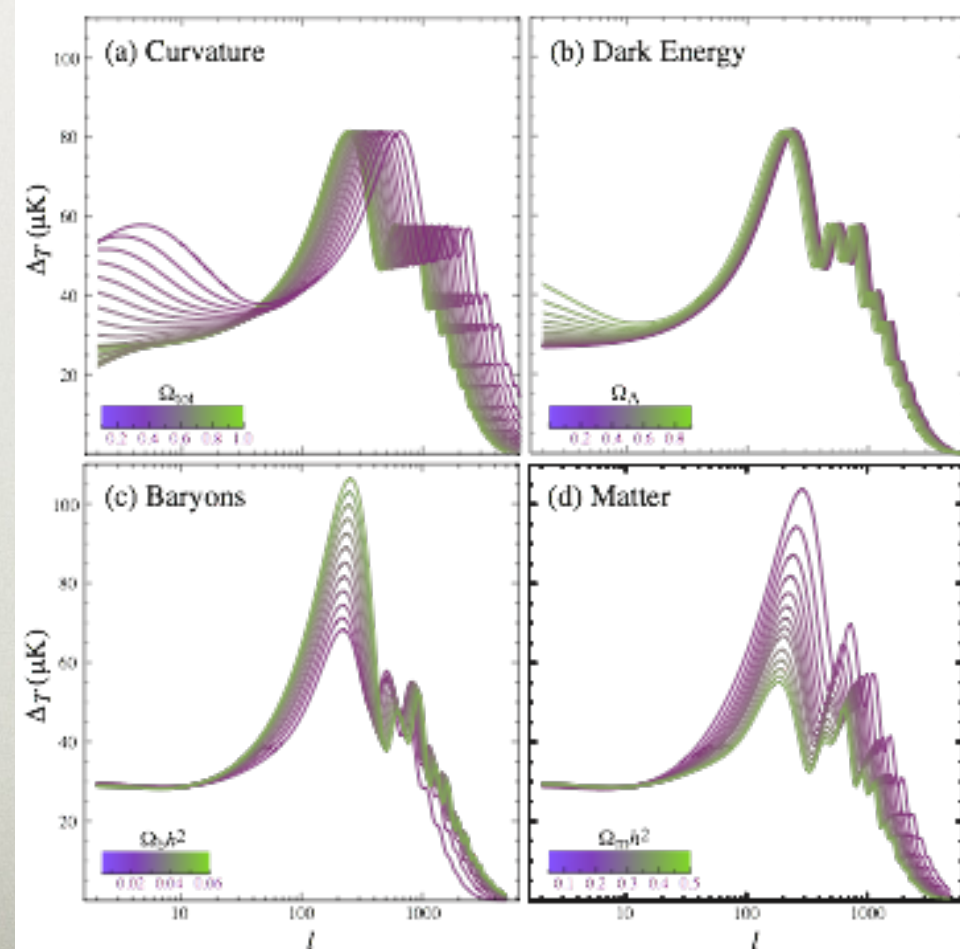 (a) Curvature
(b) Dark Energy
100
80
60
40
20
ΔT (μK)
Ωtot
0.2 0.4 0.6 0.8 1.0
ΩΛ
0.2 0.4 0.6 0.8
(c) Baryons
(d) Matter
100
80
60
40
20
ΔT (μK)
Ωbh2
0.02 0.04 0.06
Ωmh2
0.1 0.2 0.3 0.4 0.5
10 100 1000
10 100 1000
l
l